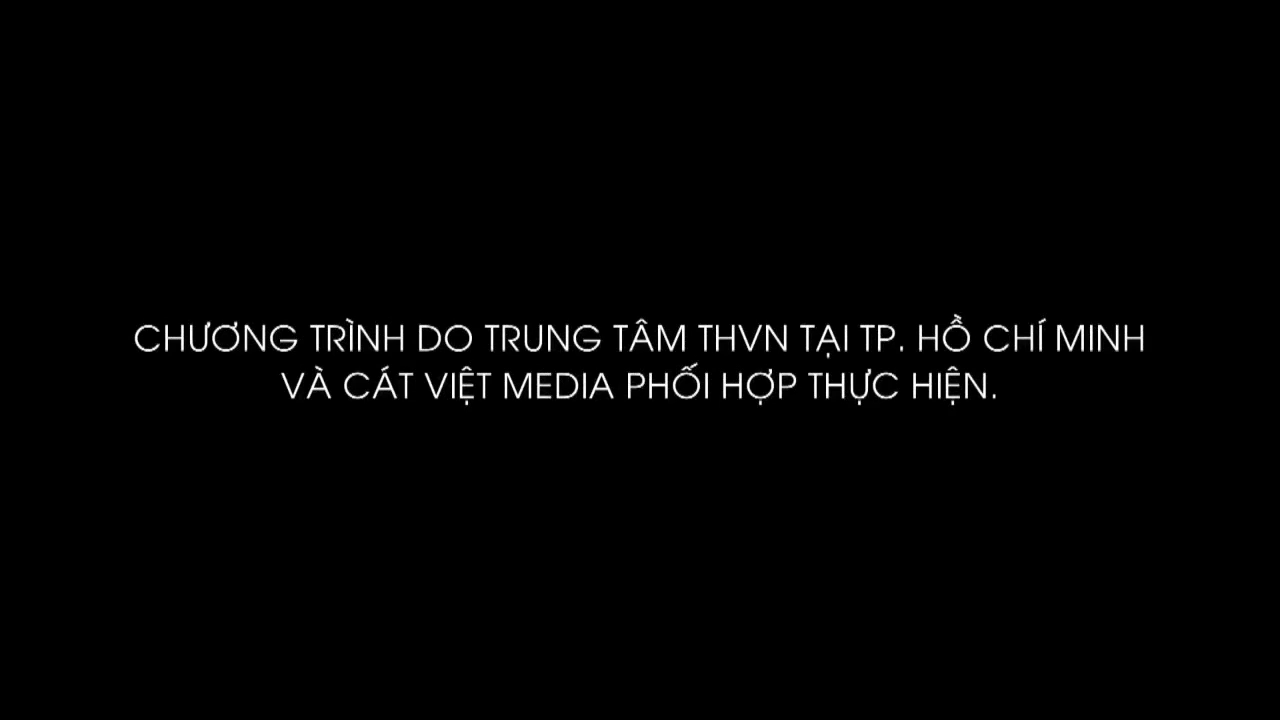 CHƯƠNG TRÌNH DO TRUNG TÂM THVN TẠI TP. HỒ CHÍ MINH
VÀ CÁT VIỆT MEDIA PHỐI HỢP THỰC HIỆN.